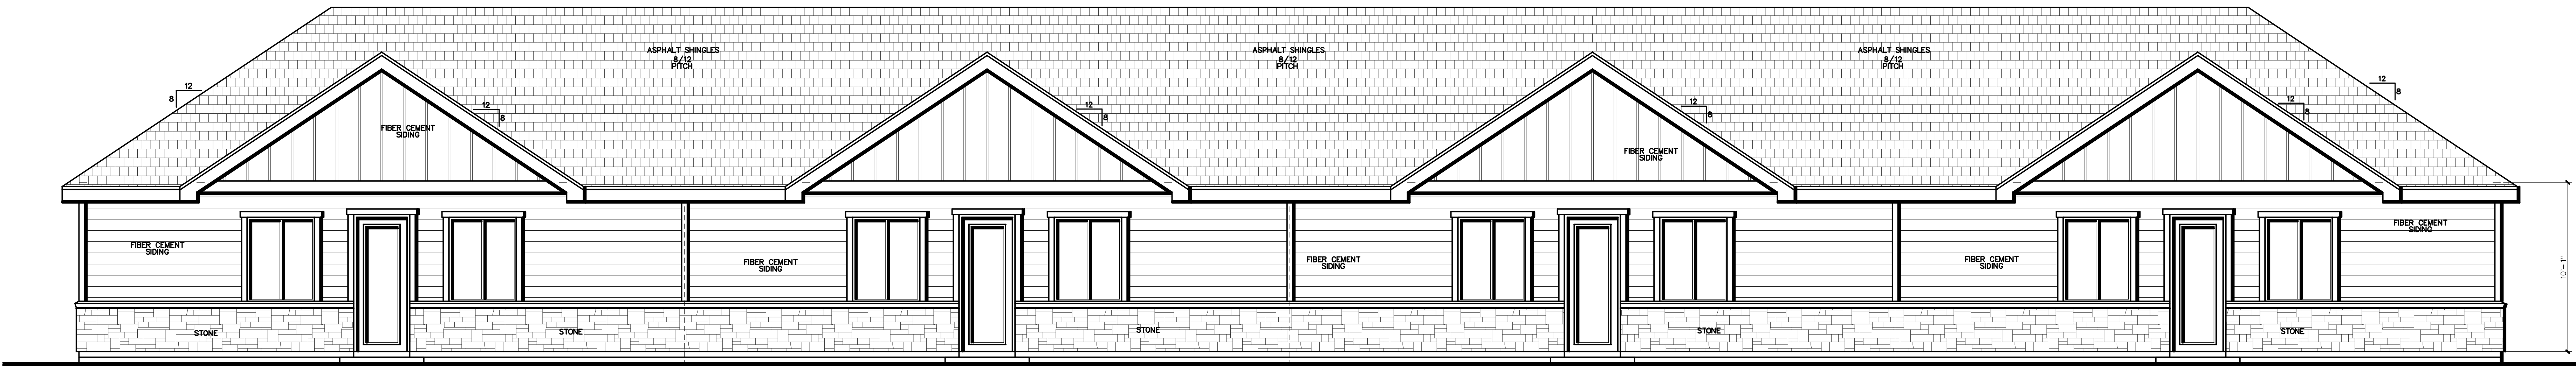 ASPHALT SHINGLES
8/12
PITCH
ASPHALT SHINGLES
8/12
PITCH
ASPHALT SHINGLES
8/12
PITCH
12
8
12
8
12
8
12
8
12
8
12
8
FIBER CEMENT
SIDING
FIBER CEMENT
SIDING
FIBER CEMENT
SIDING
FIBER CEMENT
SIDING
FIBER CEMENT
SIDING
FIBER CEMENT
SIDING
FIBER CEMENT
SIDING
10'-1"
STONE
STONE
STONE
STONE
STONE